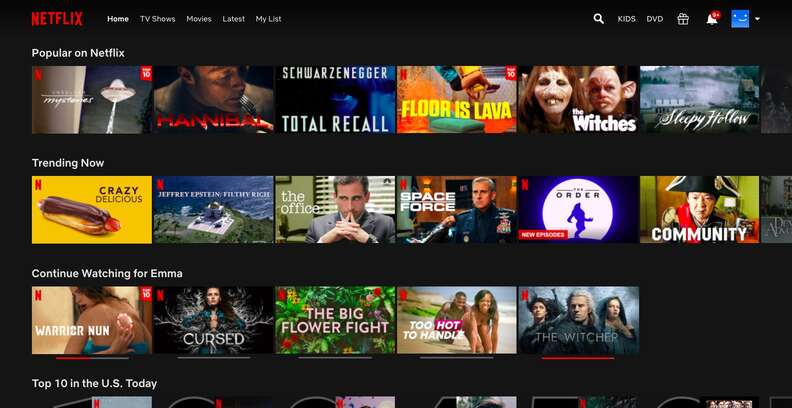 NETFLIX Home TV Shows Movies Latest My List KIDS DVD 9+
Popular on Netflix
N UNSOLVED mysteries TOP 10
HANNIBAL
SCHWARZENEGGER
TOTAL RECALL
N FLOOR IS LAVA TOP 10
the Witches
Sleepy Hollow
Trending Now
N CRAZY DELICIOUS
N JEFFREY EPSTEIN: FILTHY RICH
the office
N SPACE FORCE
N THE ORDER
NEW EPISODES
N COMMUNITY
Continue Watching for Emma
N WARRIOR NUN TOP 10
N CURSED
N THE BIG FLOWER FIGHT
N TOO HOT TO HANDLE
N THE WITCHER
Top 10 in the U.S. Today